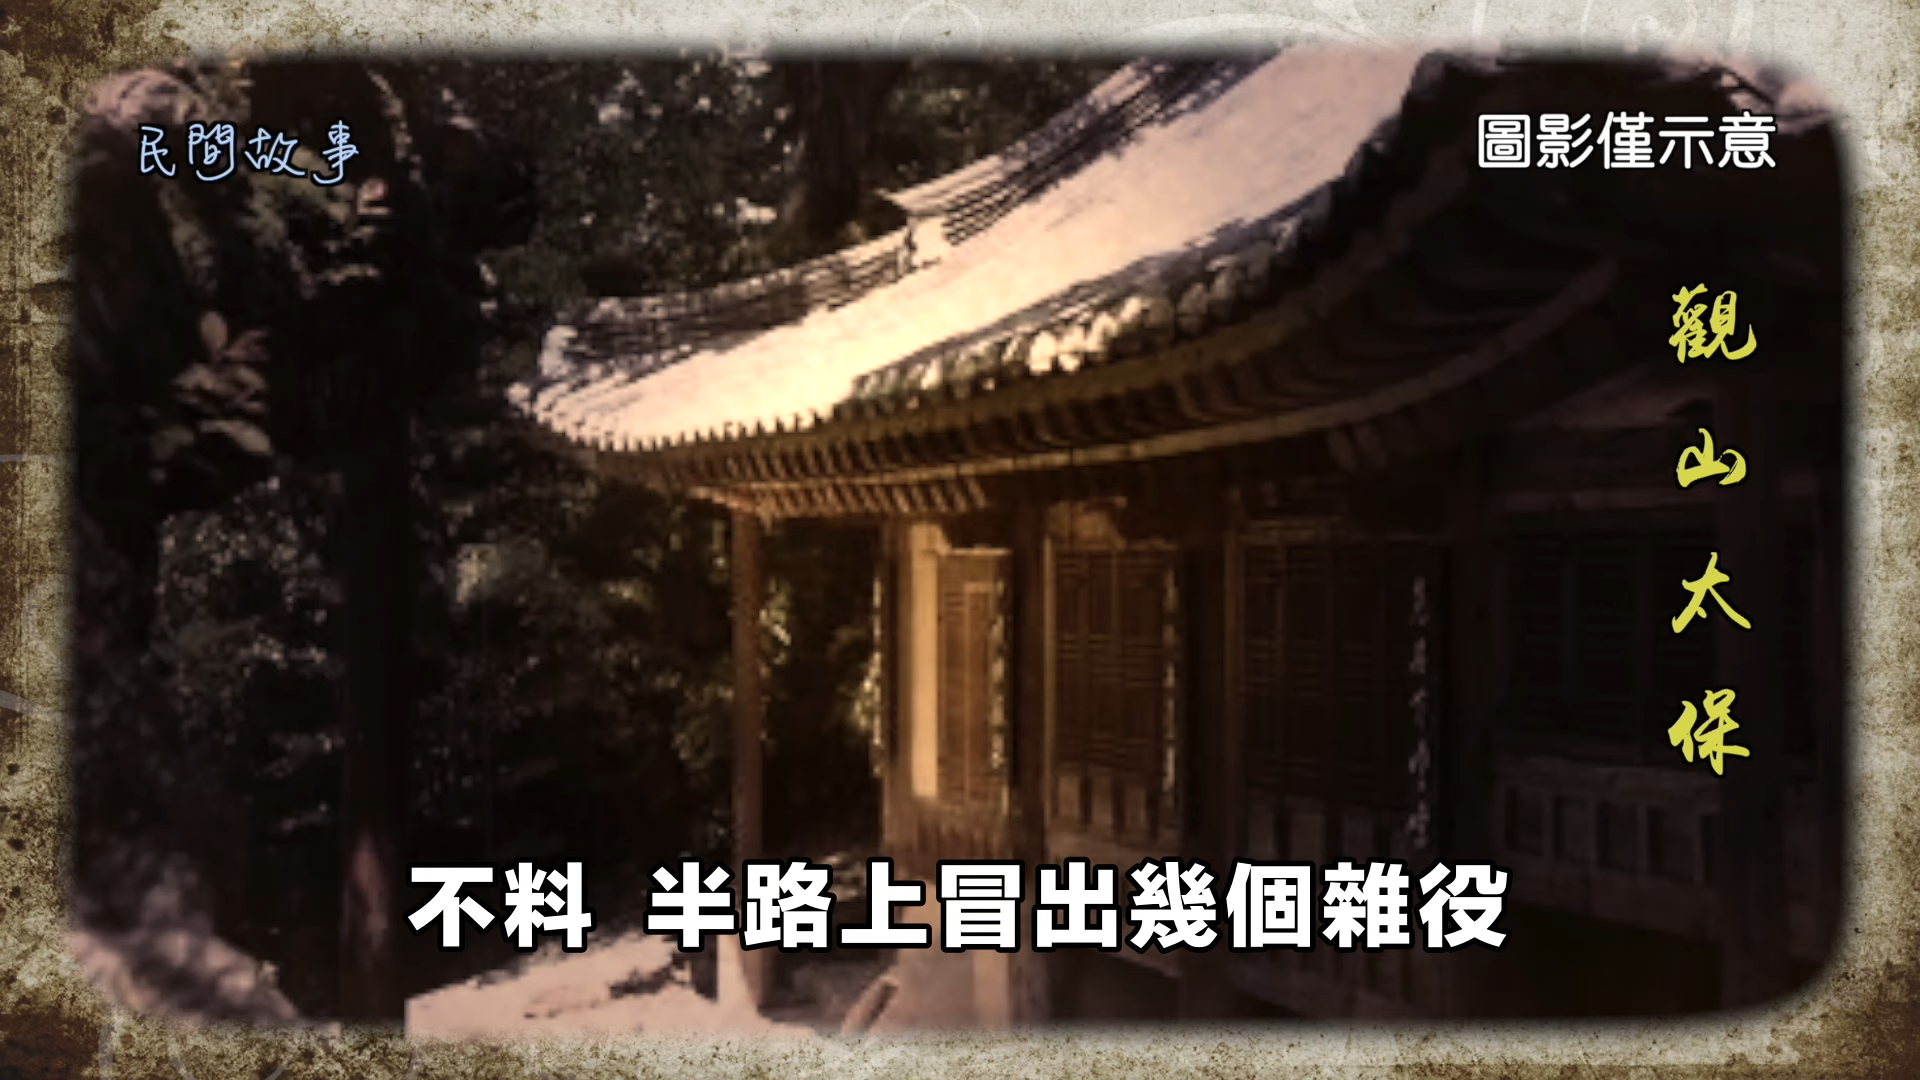 民間故事
圖影僅示意
觀山太保
不料 半路上冒出幾個雜役